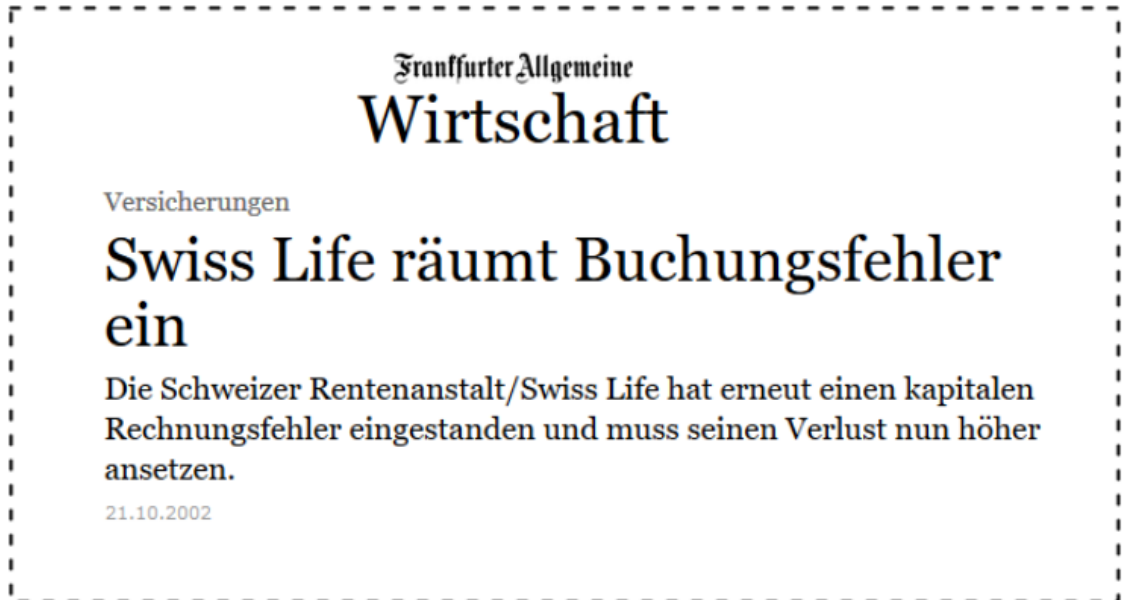 Frankfurter Allgemeine
Wirtschaft
Versicherungen
Swiss Life räumt Buchungsfehler
ein
Die Schweizer Rentenanstalt/Swiss Life hat erneut einen kapitalen
Rechnungsfehler eingestanden und muss seinen Verlust nun höher
ansetzen.
21.10.2002